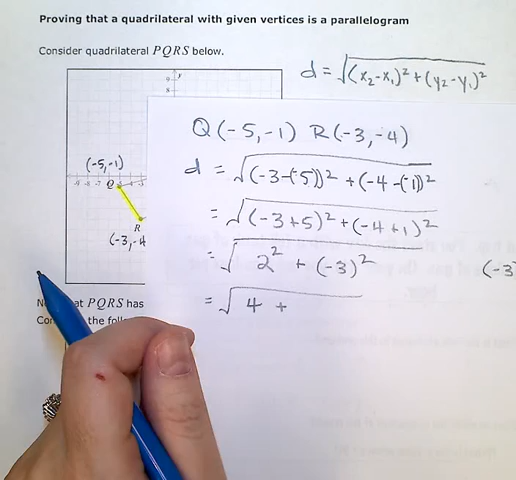 Proving that a quadrilateral with given vertices is a parallelogram
Consider quadrilateral PQRS below.
d = √(x₂-x₁)² + (y₂-y₁)²
Q(-5,-1) R(-3,-4)
(-5,-1)
d = √(-3-(-5))² + (-4-(-1))²
Q
= √(-3+5)² + (-4+1)²
R
(-3,-4
= √2² + (-3)²
(-3
= √4 +
at PQRS has
Con the foll